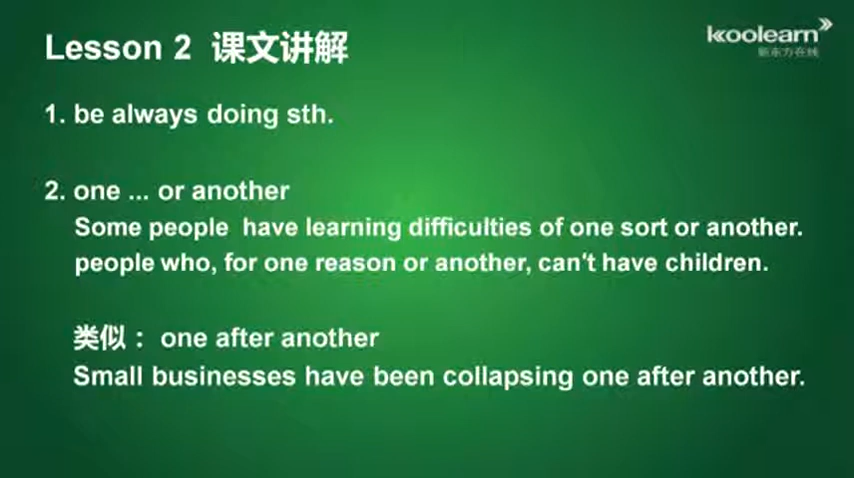 Lesson 2 课文讲解
koolearn
新东方在线
1. be always doing sth.
2. one ... or another
Some people have learning difficulties of one sort or another.
people who, for one reason or another, can't have children.
类似： one after another
Small businesses have been collapsing one after another.